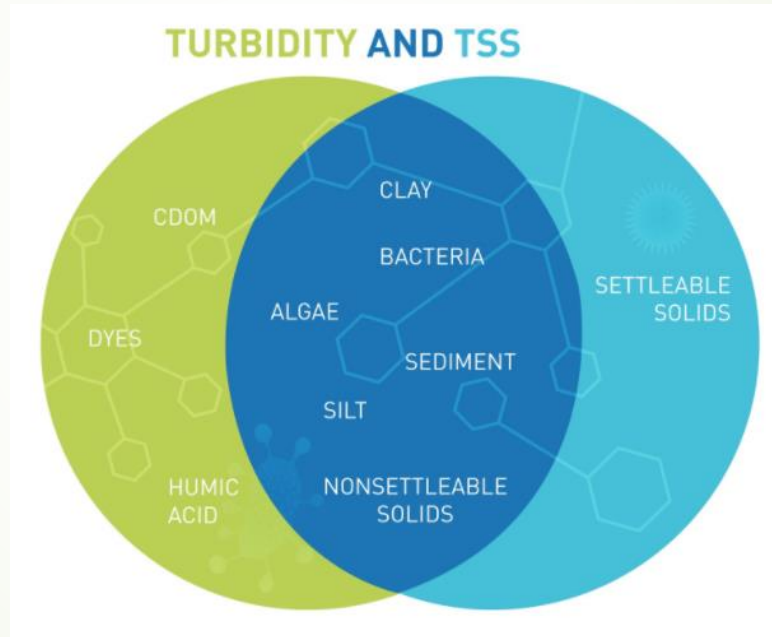 TURBIDITY AND TSS
CLAY
CDOM
BACTERIA
SETTLEABLE
SOLIDS
ALGAE
DYES
SEDIMENT
SILT
HUMIC
ACID
NONSETTLEABLE
SOLIDS